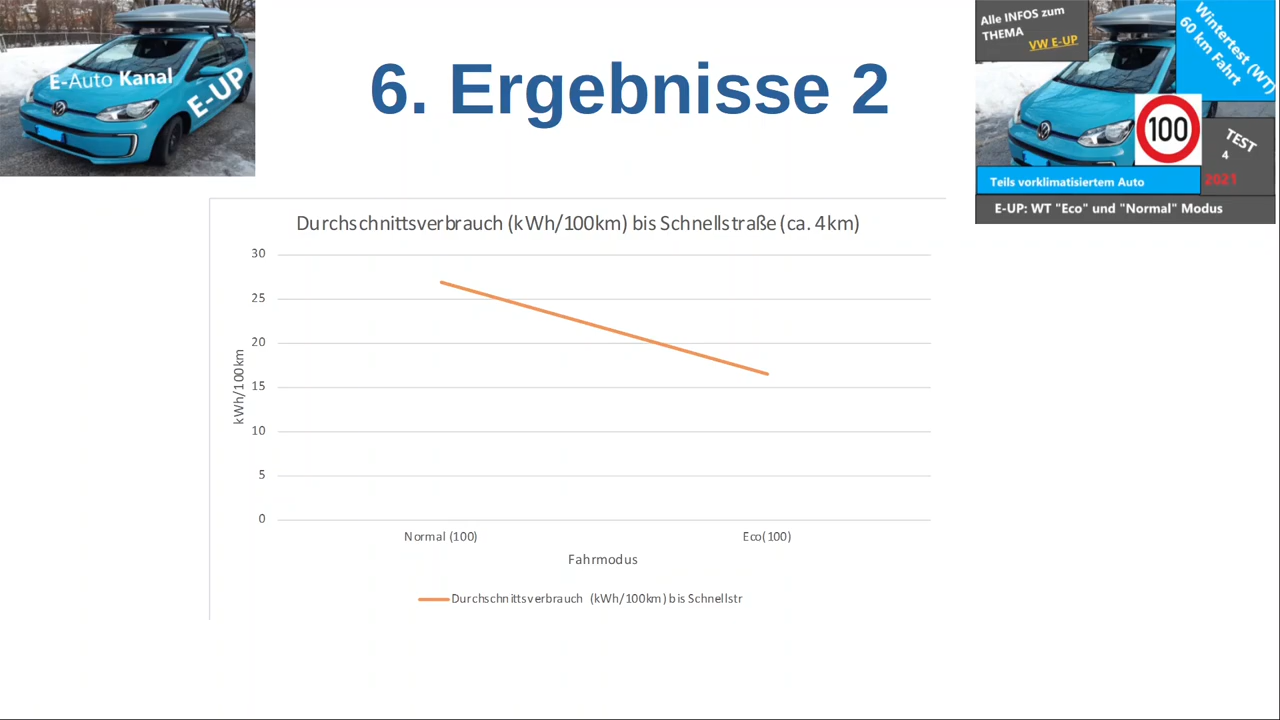 E-Auto Kanal
E-UP
6. Ergebnisse 2
Alle INFOS zum
THEMA
VW E-UP
Wintertest (WT)
60 km Fahrt
100
TEST
4
2021
Teils vorklimatisiertem Auto
E-UP: WT "Eco" und "Normal" Modus
Durchschnittsverbrauch (kWh/100km) bis Schnellstraße (ca. 4km)
30
25
20
15
10
5
0
kWh/100km
Normal (100) Eco(100)
Fahrmodus
Durchschnittsverbrauch (kWh/100km) bis Schnellstr